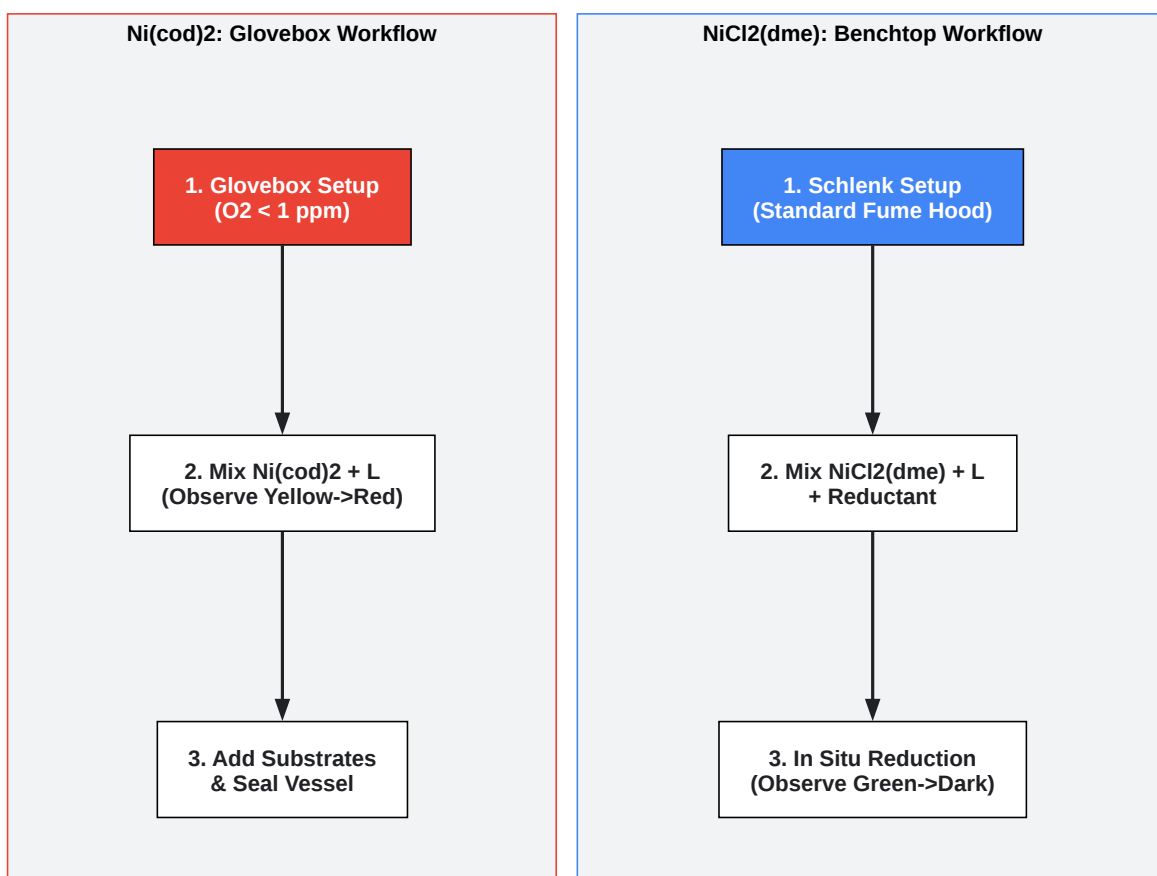 Ni(cod)2: Glovebox Workflow
1. Glovebox Setup
(O2 < 1 ppm)
2. Mix Ni(cod)2 + L
(Observe Yellow->Red)
3. Add Substrates
& Seal Vessel
NiCl2(dme): Benchtop Workflow
1. Schlenk Setup
(Standard Fume Hood)
2. Mix NiCl2(dme) + L
+ Reductant
3. In Situ Reduction
(Observe Green->Dark)